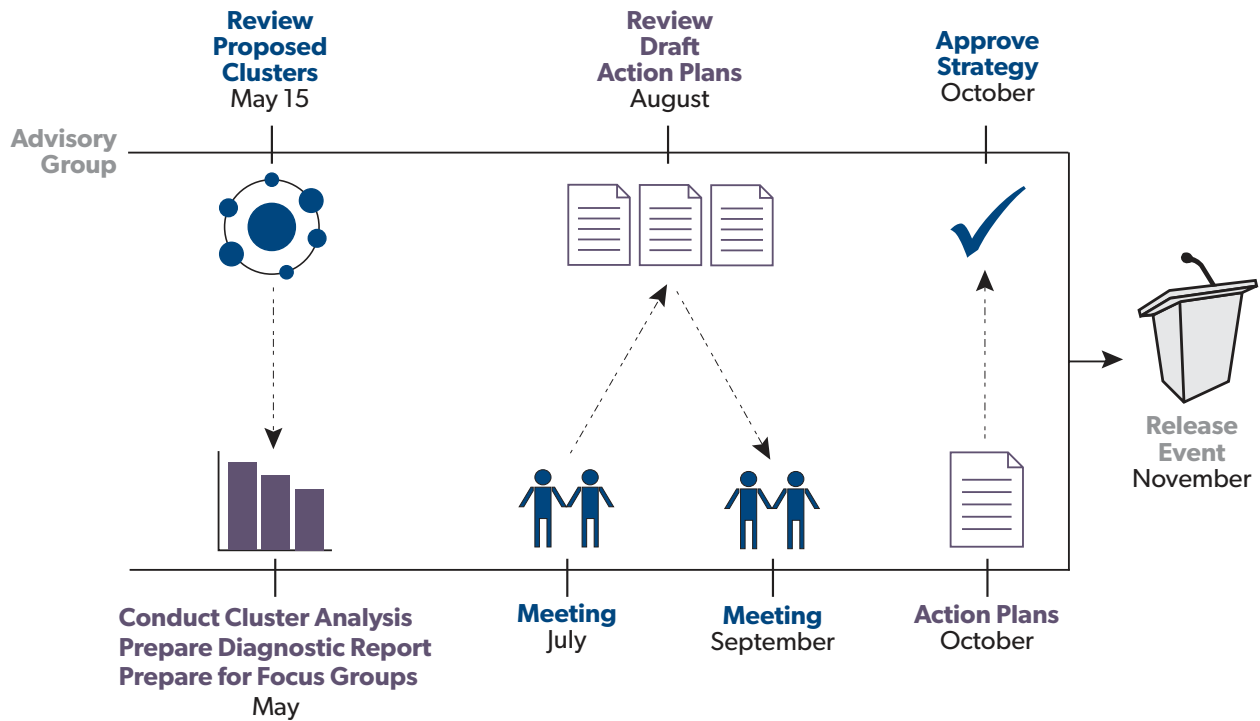 Review
Proposed
Clusters
May 15
Review
Draft
Action Plans
August
Approve
Strategy
October
Advisory
Group
Release
Event
November
Conduct Cluster Analysis
Prepare Diagnostic Report
Prepare for Focus Groups
May
Meeting
July
Meeting
September
Action Plans
October